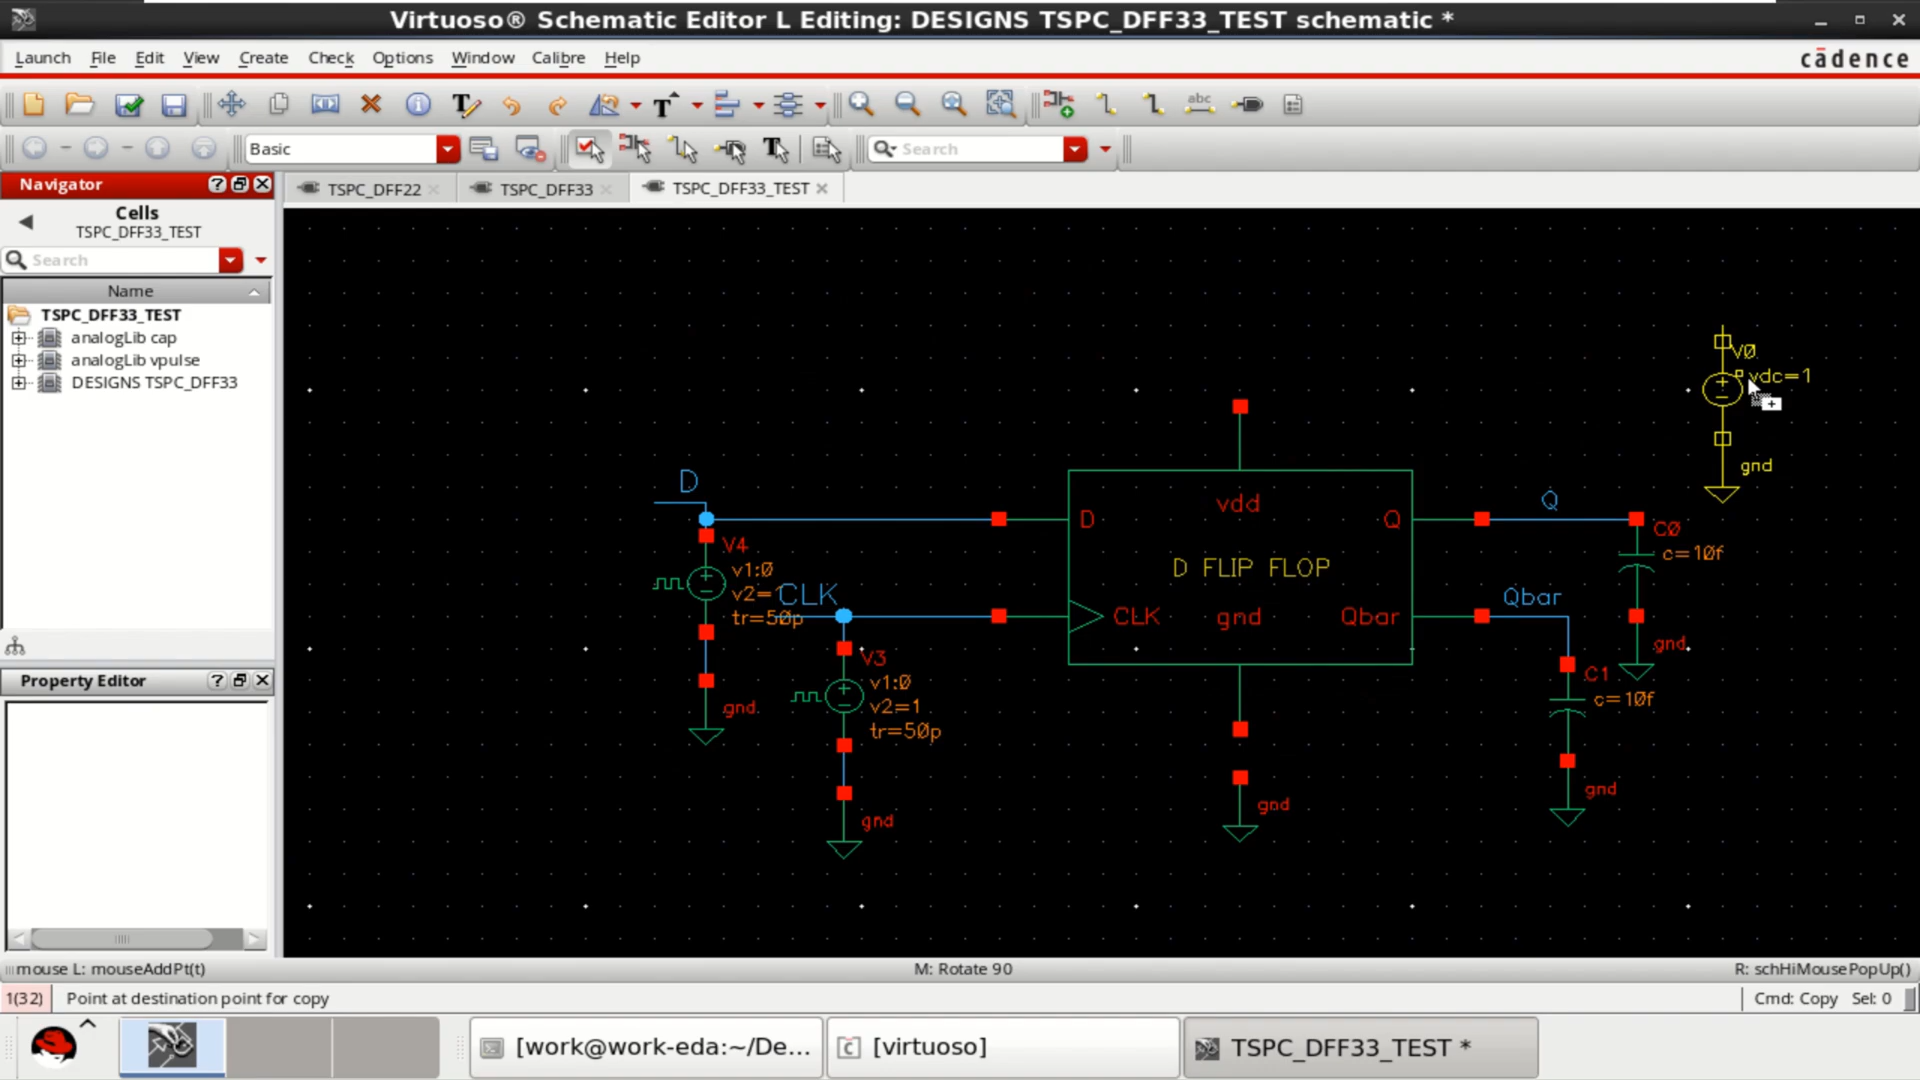 Virtuoso® Schematic Editor L Editing: DESIGNS TSPC_DFF33_TEST schematic *
Launch File Edit View Create Check Options Window Calibre Help
cādence
abc
Basic
Search
Navigator
TSPC_DFF22
TSPC_DFF33
TSPC_DFF33_TEST
Cells
TSPC_DFF33_TEST
Search
Name
TSPC_DFF33_TEST
analogLib cap
analogLib vpulse
DESIGNS TSPC_DFF33
Property Editor
V0
vdc=1
gnd
D
V4
v1:0
v2=
tr=50p
gnd
CLK
V3
v1:0
v2=1
tr=50p
gnd
D
vdd
Q
D FLIP FLOP
CLK
gnd
Qbar
gnd
Q
C0
c=10f
gnd
Qbar
C1
c=10f
gnd
mouse L: mouseAddPt(t)
M: Rotate 90
R: schHiMousePopUp()
1(32)
Point at destination point for copy
Cmd: Copy Sel: 0
[work@work-eda:~/De...
[virtuoso]
TSPC_DFF33_TEST *